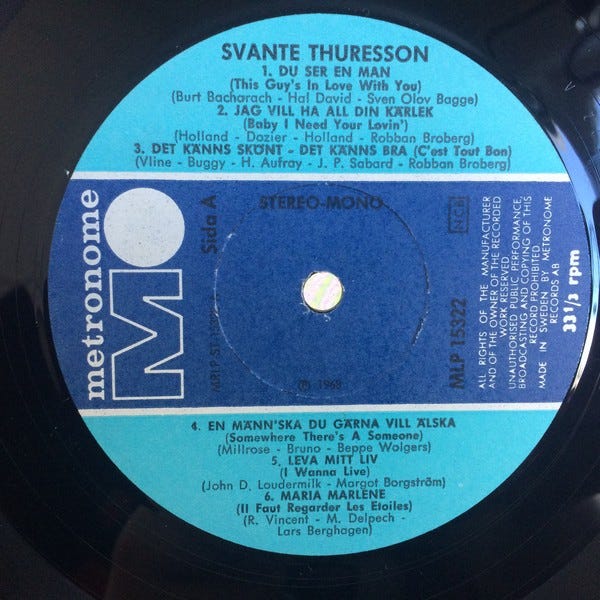 SVANTE THURESSON
1. DU SER EN MAN
(This Guy's In Love With You)
(Burt Bacharach - Hal David - Sven Olov Bagge)
2. JAG VILL HA ALL DIN KÄRLEK
(Baby I Need Your Lovin')
(Holland - Dozier - Holland - Robban Broberg)
3. DET KÄNNS SKÖNT - DET KÄNNS BRA (C'est Tout Bon)
(Vline - Buggy - H. Aufray - J. P. Sabard - Robban Broberg)
metronome
M
Side A
STEREO-MONO
NCB
MLP 15322
ALL RIGHTS OF THE MANUFACTURER
AND OF THE OWNER OF THE RECORDED
WORK RESERVED
UNAUTHORISED PUBLIC PERFORMANCE,
BROADCASTING AND COPYING OF THIS
RECORD PROHIBITED
MADE IN SWEDEN BY METRONOME
RECORDS AB
33 1/3 rpm
℗ 1968
4. EN MÄNN'SKA DU GÄRNA VILL ÄLSKA
(Somewhere There's A Someone)
(Millrose - Bruno - Beppe Wolgers)
5. LEVA MITT LIV
(I Wanna Live)
(John D. Loudermilk - Margot Borgström)
6. MARIA MARLENE
(Il Faut Regarder Les Etoiles)
(R. Vincent - M. Delpech -
Lars Berghagen)